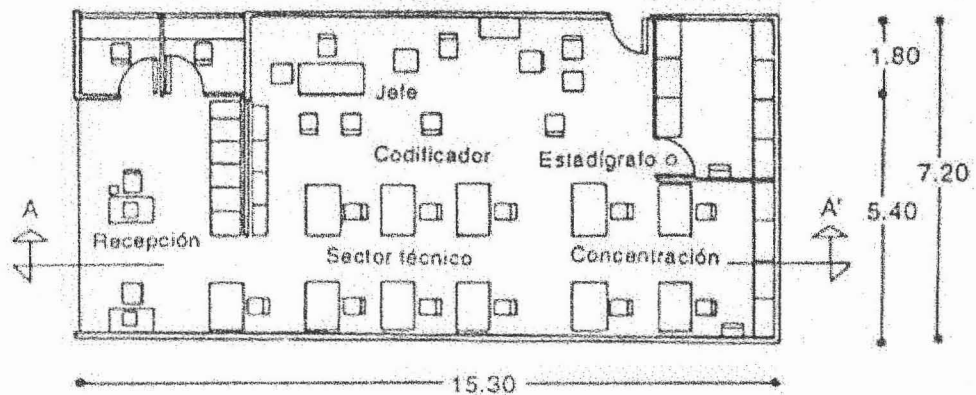 1.80
Jefe
Codificador
Estadígrafo o
7.20
A
A'
5.40
Recepción
Sector técnico
Concentración
15.30